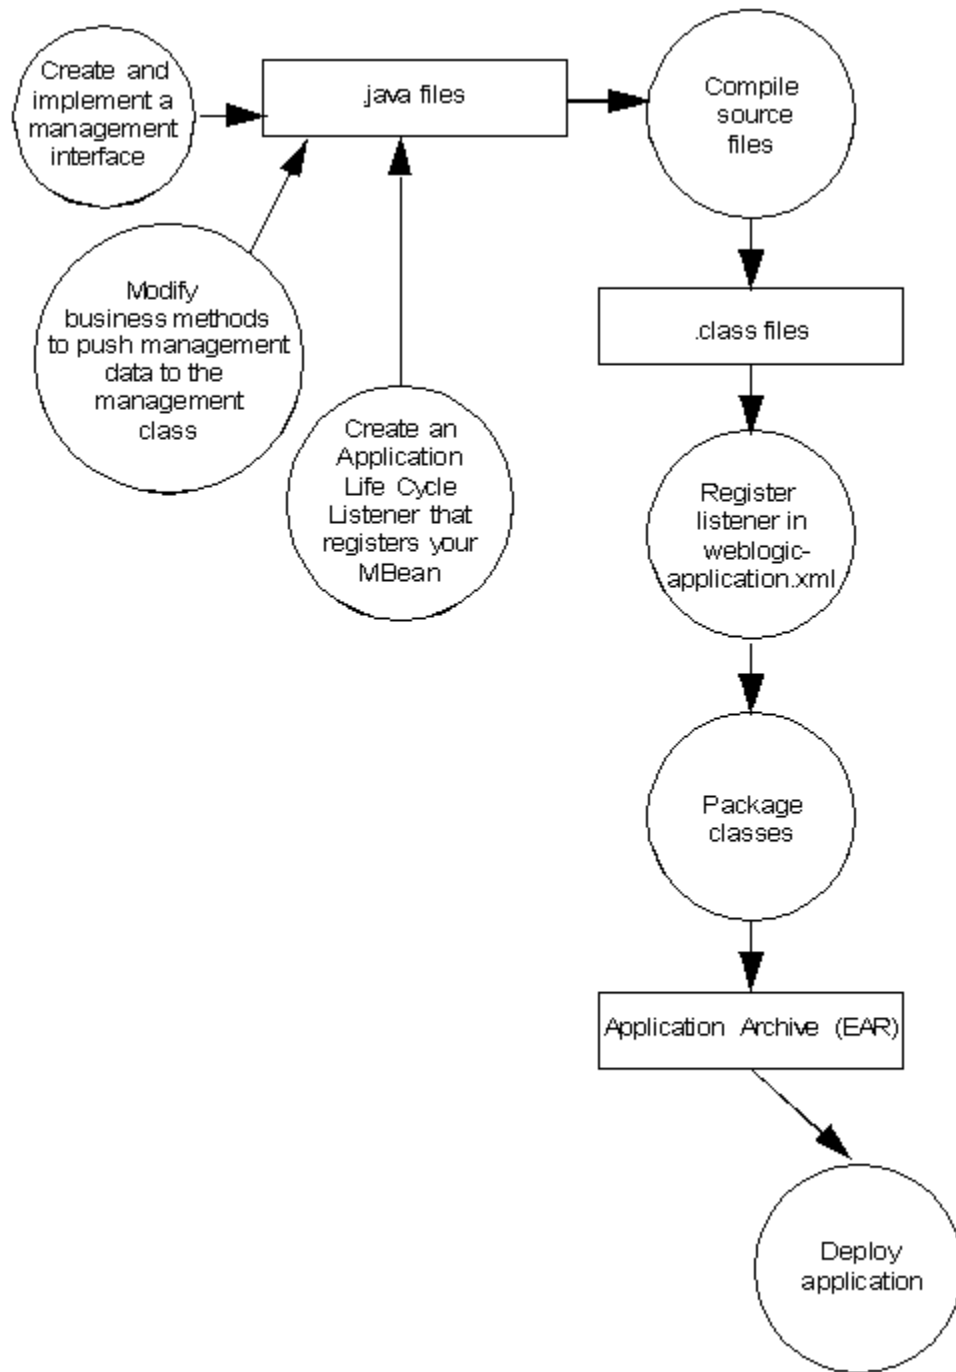 Create and
implement a
management
interface
.java files
Compile
source
files
Modify
business methods
to push management
data to the
management
class
.class files
Create an
Application
Life Cycle
Listener that
registers your
MBean
Register
listener in
weblogic-
application.xml
Package
classes
Application Archive (EAR)
Deploy
application